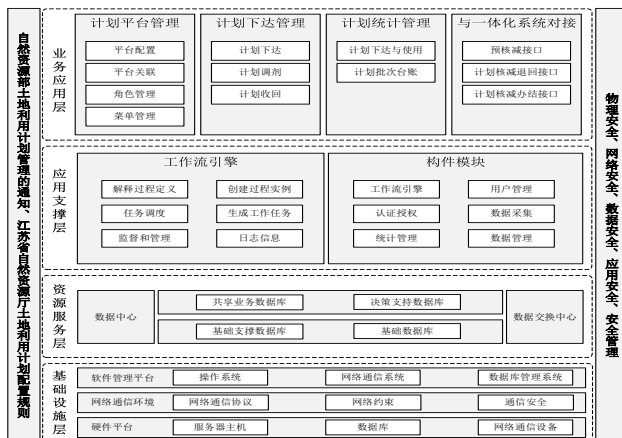 自然资源部土地利用计划管理的通知、江苏省自然资源厅土地利用计划配置规则
业务应用层
计划平台管理
平台配置
平台关联
角色管理
菜单管理
计划下达管理
计划下达
计划调剂
计划收回
计划统计管理
计划下达与使用
计划批次台账
与一体化系统对接
预核减接口
计划核减退回接口
计划核减办结接口
应用支撑层
工作流引擎
解释过程定义
创建过程实例
任务调度
生成工作任务
监督和管理
日志信息
构件模块
工作流引擎
用户管理
认证授权
数据采集
统计管理
数据管理
资源服务层
数据中心
共享业务数据库
决策支持数据库
基础支撑数据库
基础数据库
数据交换中心
基础设施层
软件管理平台
操作系统
网络通信系统
数据库管理系统
网络通信环境
网络通信协议
网络约束
通信安全
硬件平台
服务器主机
数据库
网络通信设备
物理安全、网络安全、数据安全、应用安全、安全管理